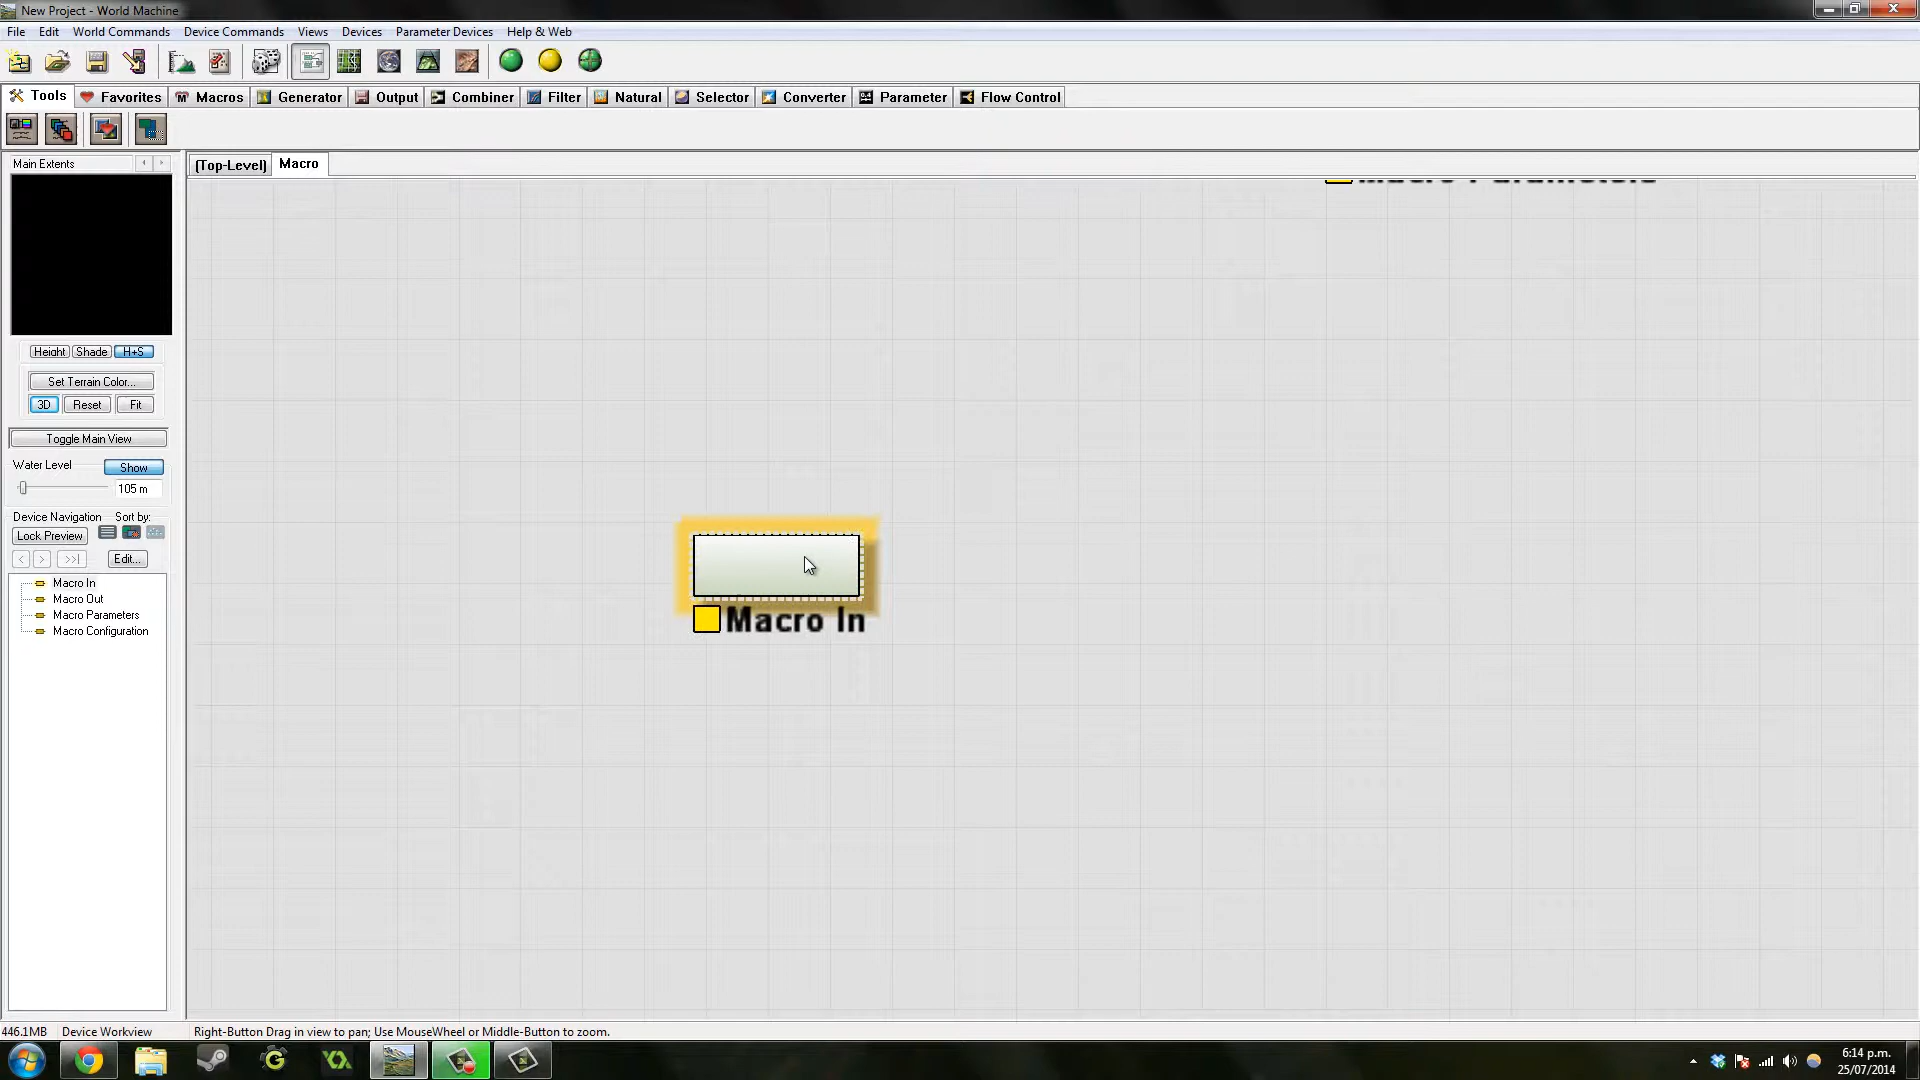 New Project - World Machine
File Edit World Commands Device Commands Views Devices Parameter Devices Help & Web
Tools Favorites Macros Generator Output Combiner Filter Natural Selector Converter Parameter Flow Control
Main Extents
[Top-Level] Macro
Macro Parameters
Height Shade H+S
Set Terrain Color...
3D Reset Fit
Toggle Main View
Water Level Show
105 m
Device Navigation Sort by:
Lock Preview
< > >>| Edit...
Macro In
Macro Out
Macro Parameters
Macro Configuration
Macro In
446.1MB Device Workview Right-Button Drag in view to pan; Use MouseWheel or Middle-Button to zoom.
6:14 p.m.
25/07/2014